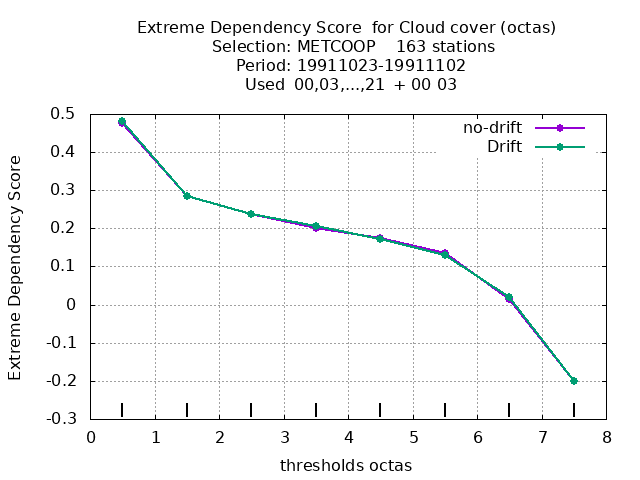 Extreme Dependency Score  for Cloud cover (octas)
Selection: METCOOP    163 stations
Period: 19911023-19911102
Used  00,03,...,21  + 00 03
no-drift
Drift
Extreme Dependency Score
0.5
0.4
0.3
0.2
0.1
0
-0.1
-0.2
-0.3
0 1 2 3 4 5 6 7 8
thresholds octas